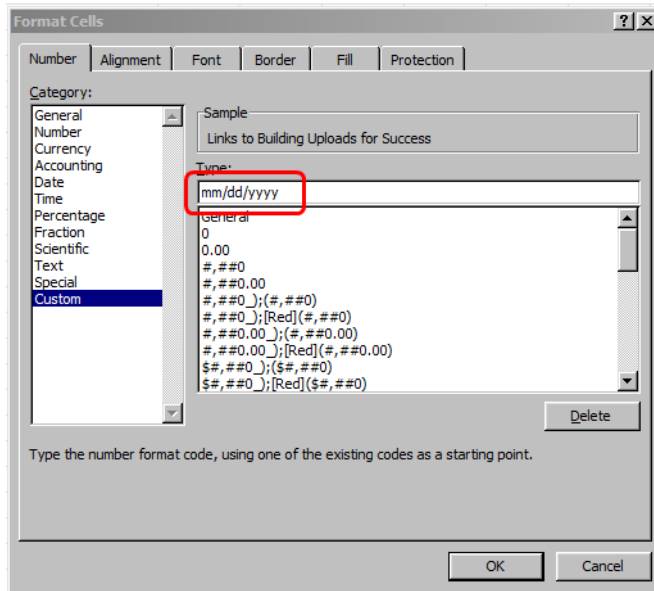 Format Cells
Number Alignment Font Border Fill Protection
Category:
General
Number
Currency
Accounting
Date
Time
Percentage
Fraction
Scientific
Text
Special
Custom
Sample
Links to Building Uploads for Success
Type:
mm/dd/yyyy
General
0
0.00
#,##0
#,##0.00
#,##0_);(#,##0)
#,##0_);[Red](#,##0)
#,##0.00_);(#,##0.00)
#,##0.00_);[Red](#,##0.00)
$#,##0_);($#,##0)
$#,##0_);[Red]($#,##0)
Delete
Type the number format code, using one of the existing codes as a starting point.
OK Cancel